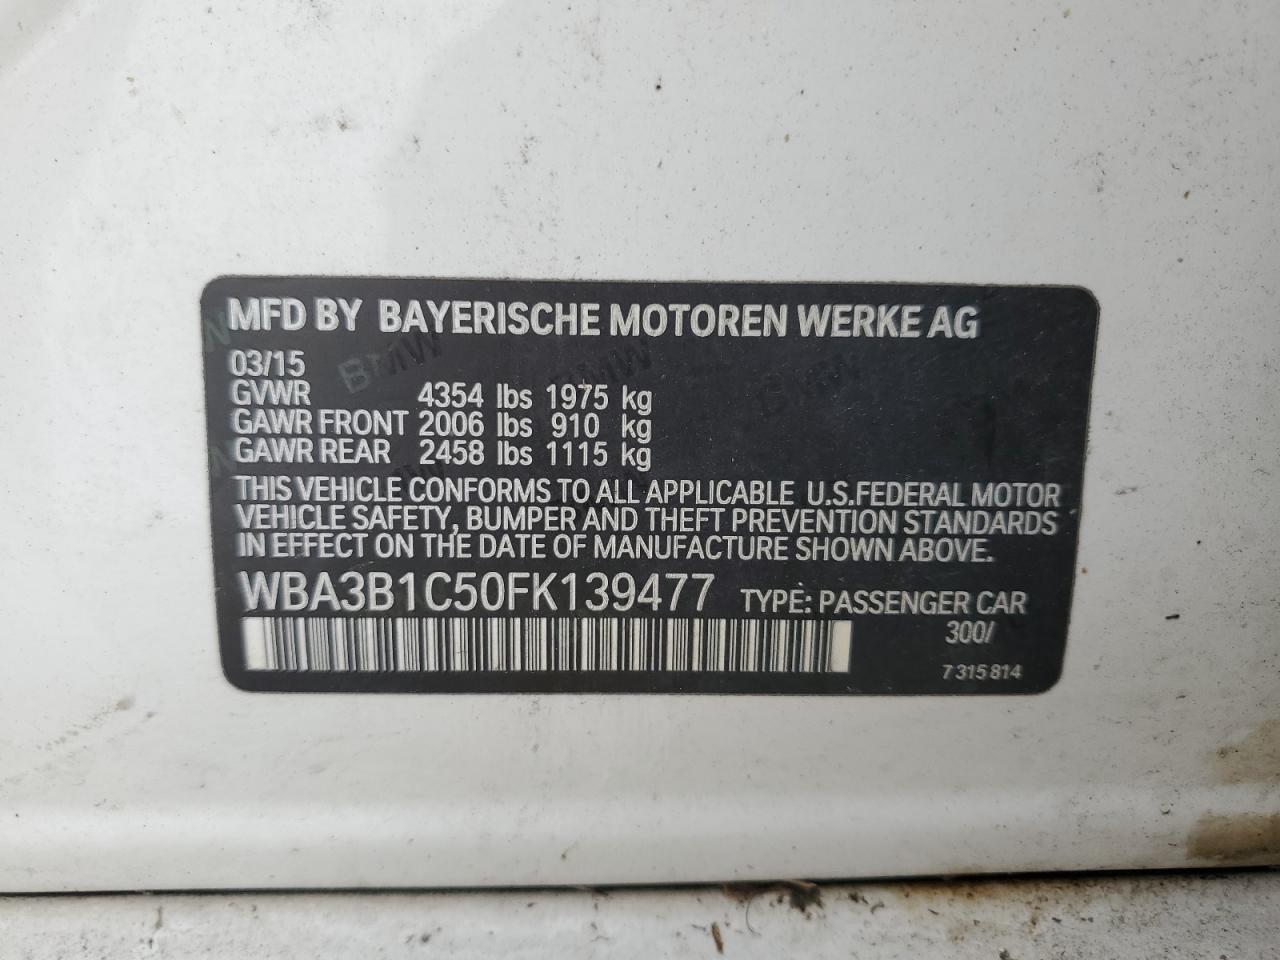 MFD BY BAYERISCHE MOTOREN WERKE AG
03/15
GVWR 4354 lbs 1975 kg
GAWR FRONT 2006 lbs 910 kg
GAWR REAR 2458 lbs 1115 kg
THIS VEHICLE CONFORMS TO ALL APPLICABLE U.S.FEDERAL MOTOR
VEHICLE SAFETY, BUMPER AND THEFT PREVENTION STANDARDS
IN EFFECT ON THE DATE OF MANUFACTURE SHOWN ABOVE.
WBA3B1C50FK139477 TYPE: PASSENGER CAR
300/
7 315 814
BMW
BMW
BMW